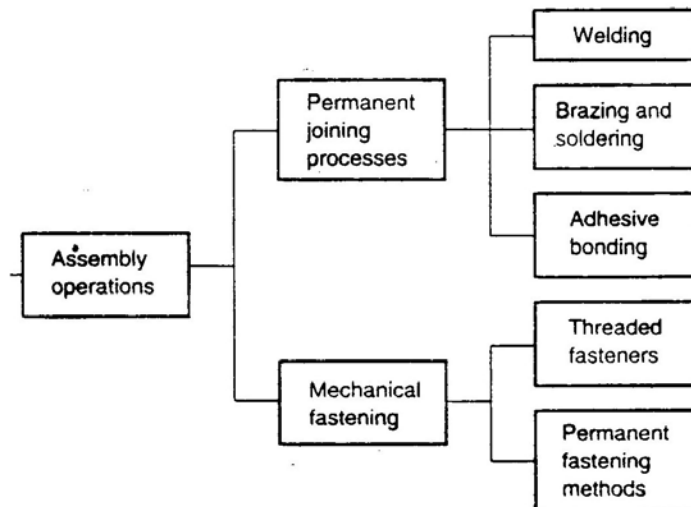 Welding
Permanent
joining
processes
Brazing and
soldering
Adhesive
bonding
Assembly
operations
Threaded
fasteners
Mechanical
fastening
Permanent
fastening
methods